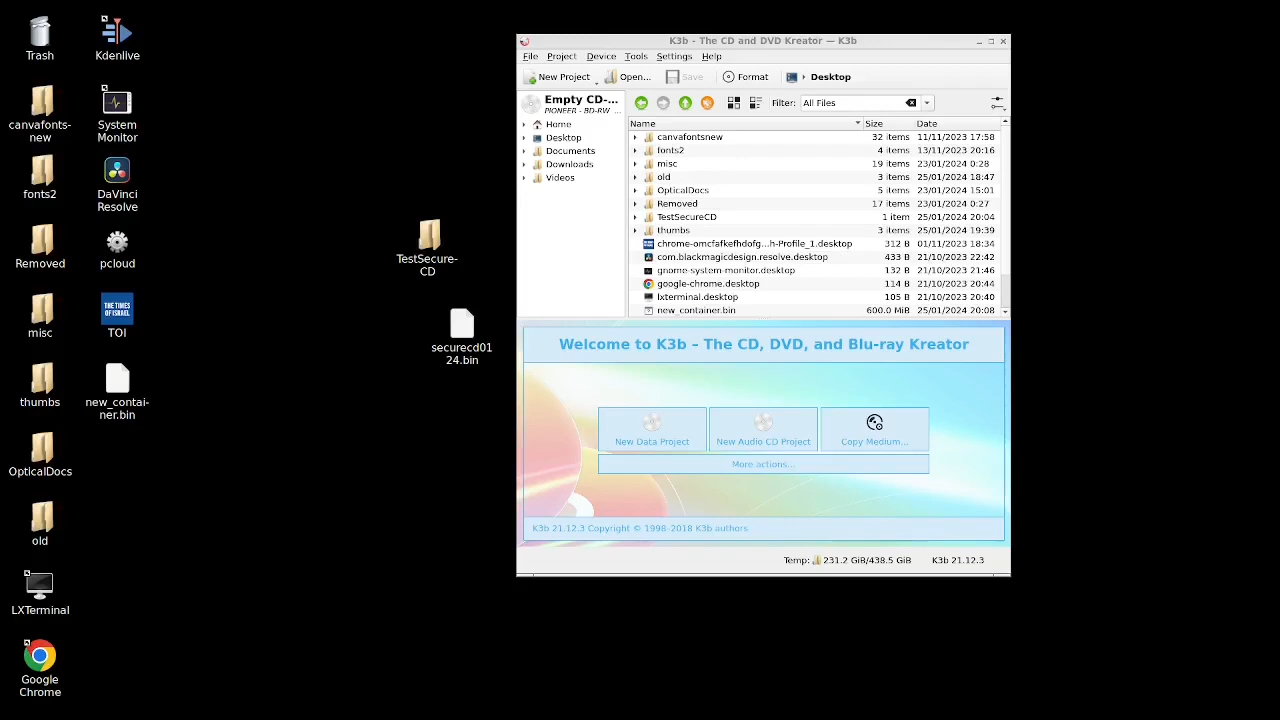 Trash
Kdenlive
canvafonts-
new
System
Monitor
fonts2
DaVinci
Resolve
Removed
pcloud
misc
THE TIMES
OF ISRAEL
TOI
thumbs
new_contai-
ner.bin
OpticalDocs
old
LXTerminal
Google
Chrome
TestSecure-
CD
securecd01
24.bin
K3b - The CD and DVD Kreator — K3b
File Project Device Tools Settings Help
New Project Open... Save Format Desktop
Empty CD-...
PIONEER - BD-RW ...
Filter: All Files
Home
Desktop
Documents
Downloads
Videos
Name Size Date
canvafontsnew 32 items 11/11/2023 17:58
fonts2 4 items 13/11/2023 20:16
misc 19 items 23/01/2024 0:28
old 3 items 25/01/2024 18:47
OpticalDocs 5 items 23/01/2024 15:01
Removed 17 items 23/01/2024 0:27
TestSecureCD 1 item 25/01/2024 20:04
thumbs 3 items 25/01/2024 19:39
chrome-omcfafkefhdofg...h-Profile_1.desktop 312 B 01/11/2023 18:34
com.blackmagicdesign.resolve.desktop 433 B 21/10/2023 22:42
gnome-system-monitor.desktop 132 B 21/10/2023 21:46
google-chrome.desktop 114 B 21/10/2023 20:44
lxterminal.desktop 105 B 21/10/2023 20:40
new_container.bin 600.0 MiB 25/01/2024 20:08
Welcome to K3b – The CD, DVD, and Blu-ray Kreator
New Data Project New Audio CD Project Copy Medium...
More actions...
K3b 21.12.3 Copyright © 1998–2018 K3b authors
Temp: 231.2 GiB/438.5 GiB K3b 21.12.3